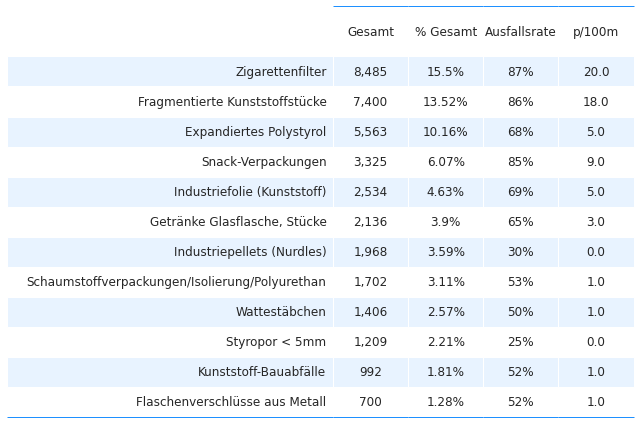 Gesamt % Gesamt Ausfallsrate p/100m
Zigarettenfilter 8,485 15.5% 87% 20.0
Fragmentierte Kunststoffstücke 7,400 13.52% 86% 18.0
Expandiertes Polystyrol 5,563 10.16% 68% 5.0
Snack-Verpackungen 3,325 6.07% 85% 9.0
Industriefolie (Kunststoff) 2,534 4.63% 69% 5.0
Getränke Glasflasche, Stücke 2,136 3.9% 65% 3.0
Industriepellets (Nurdles) 1,968 3.59% 30% 0.0
Schaumstoffverpackungen/Isolierung/Polyurethan 1,702 3.11% 53% 1.0
Wattestäbchen 1,406 2.57% 50% 1.0
Styropor < 5mm 1,209 2.21% 25% 0.0
Kunststoff-Bauabfälle 992 1.81% 52% 1.0
Flaschenverschlüsse aus Metall 700 1.28% 52% 1.0